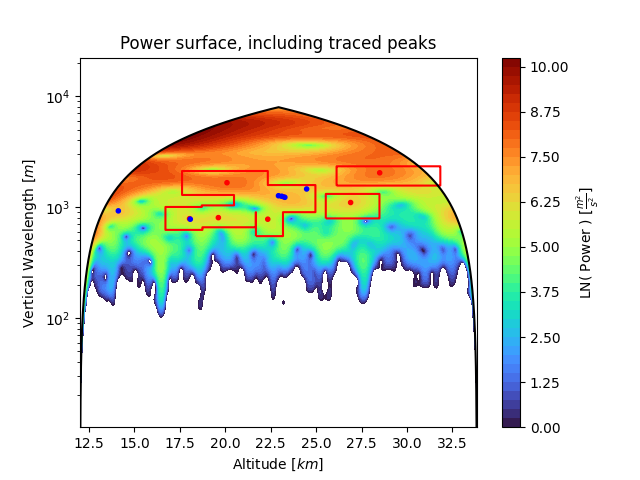 Power surface, including traced peaks
Vertical Wavelength [m]
10^4
10^3
10^2
12.5 15.0 17.5 20.0 22.5 25.0 27.5 30.0 32.5
Altitude [km]
10.00
8.75
7.50
6.25
5.00
3.75
2.50
1.25
0.00
LN( Power ) [m^2/s^2]